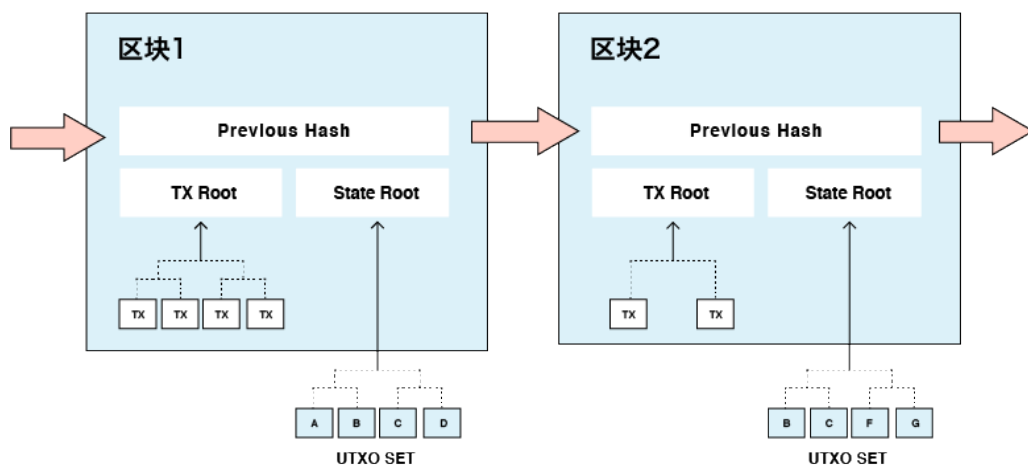 区块1
Previous Hash
TX Root
State Root
TX TX TX TX
A B C D
UTXO SET
区块2
Previous Hash
TX Root
State Root
TX TX
B C F G
UTXO SET